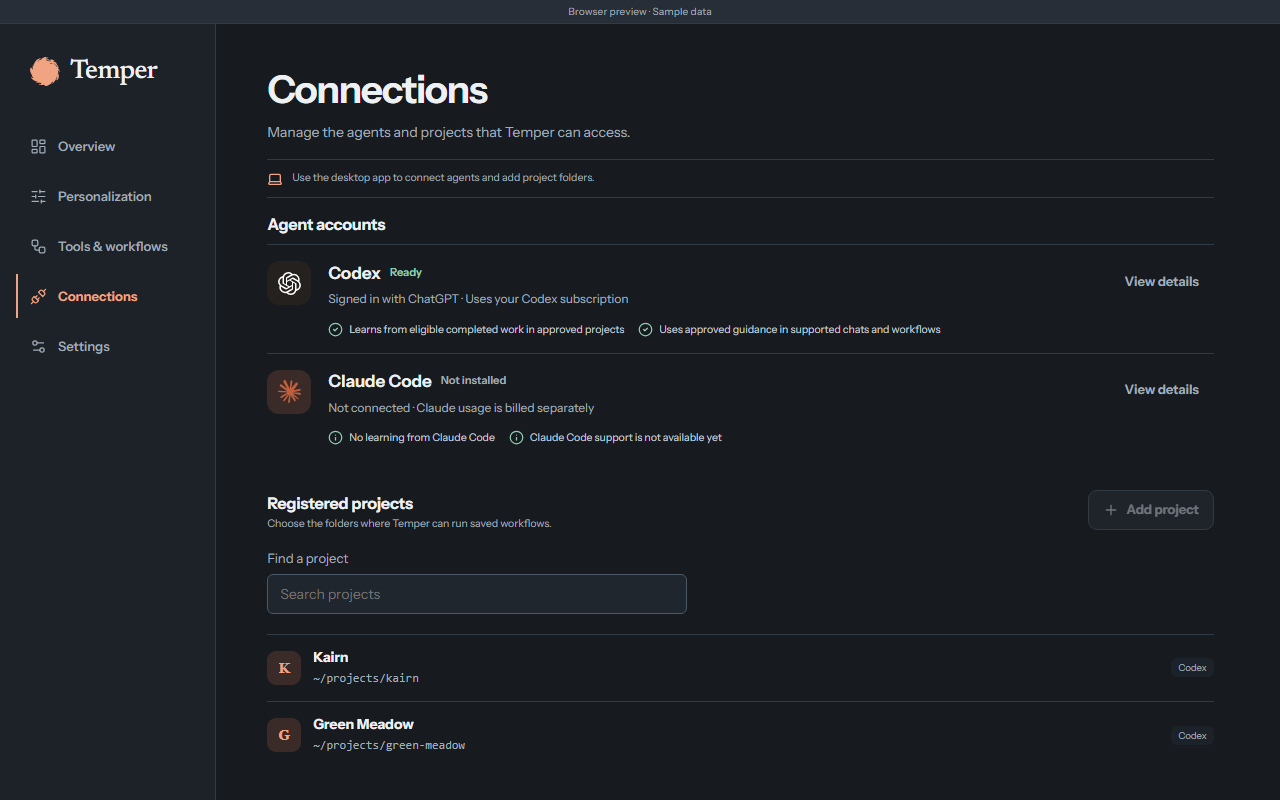 Browser preview · Sample data
Temper
Overview
Personalization
Tools & workflows
Connections
Settings
Connections
Manage the agents and projects that Temper can access.
Use the desktop app to connect agents and add project folders.
Agent accounts
Codex Ready
Signed in with ChatGPT · Uses your Codex subscription
View details
Learns from eligible completed work in approved projects Uses approved guidance in supported chats and workflows
Claude Code Not installed
Not connected · Claude usage is billed separately
View details
No learning from Claude Code Claude Code support is not available yet
Registered projects
Choose the folders where Temper can run saved workflows.
Add project
Find a project
Search projects
K
Kairn
~/projects/kairn
Codex
G
Green Meadow
~/projects/green-meadow
Codex